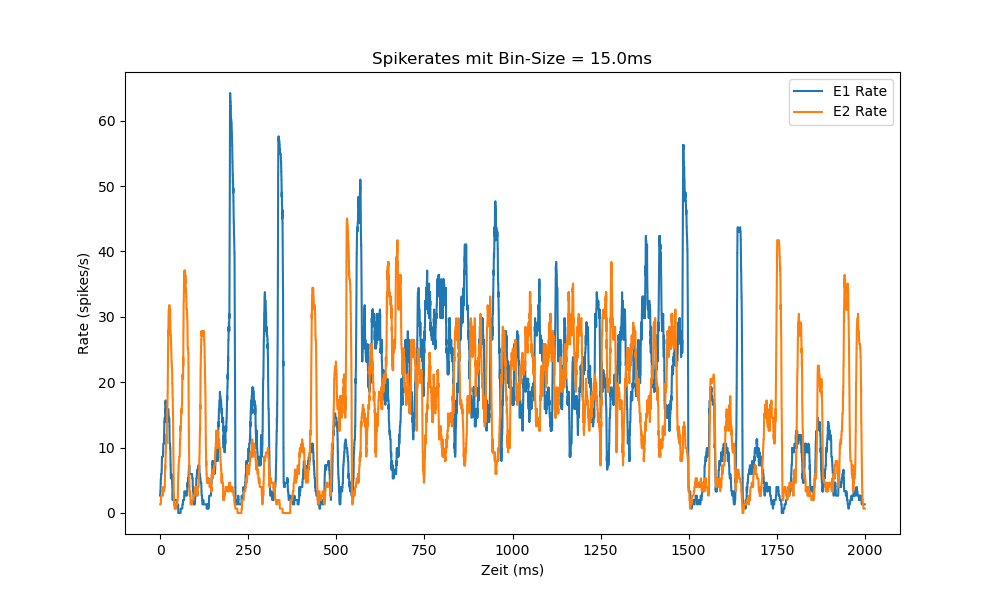 Spikerates mit Bin-Size = 15.0ms
E1 Rate
E2 Rate
Rate (spikes/s)
60
50
40
30
20
10
0
0 250 500 750 1000 1250 1500 1750 2000
Zeit (ms)